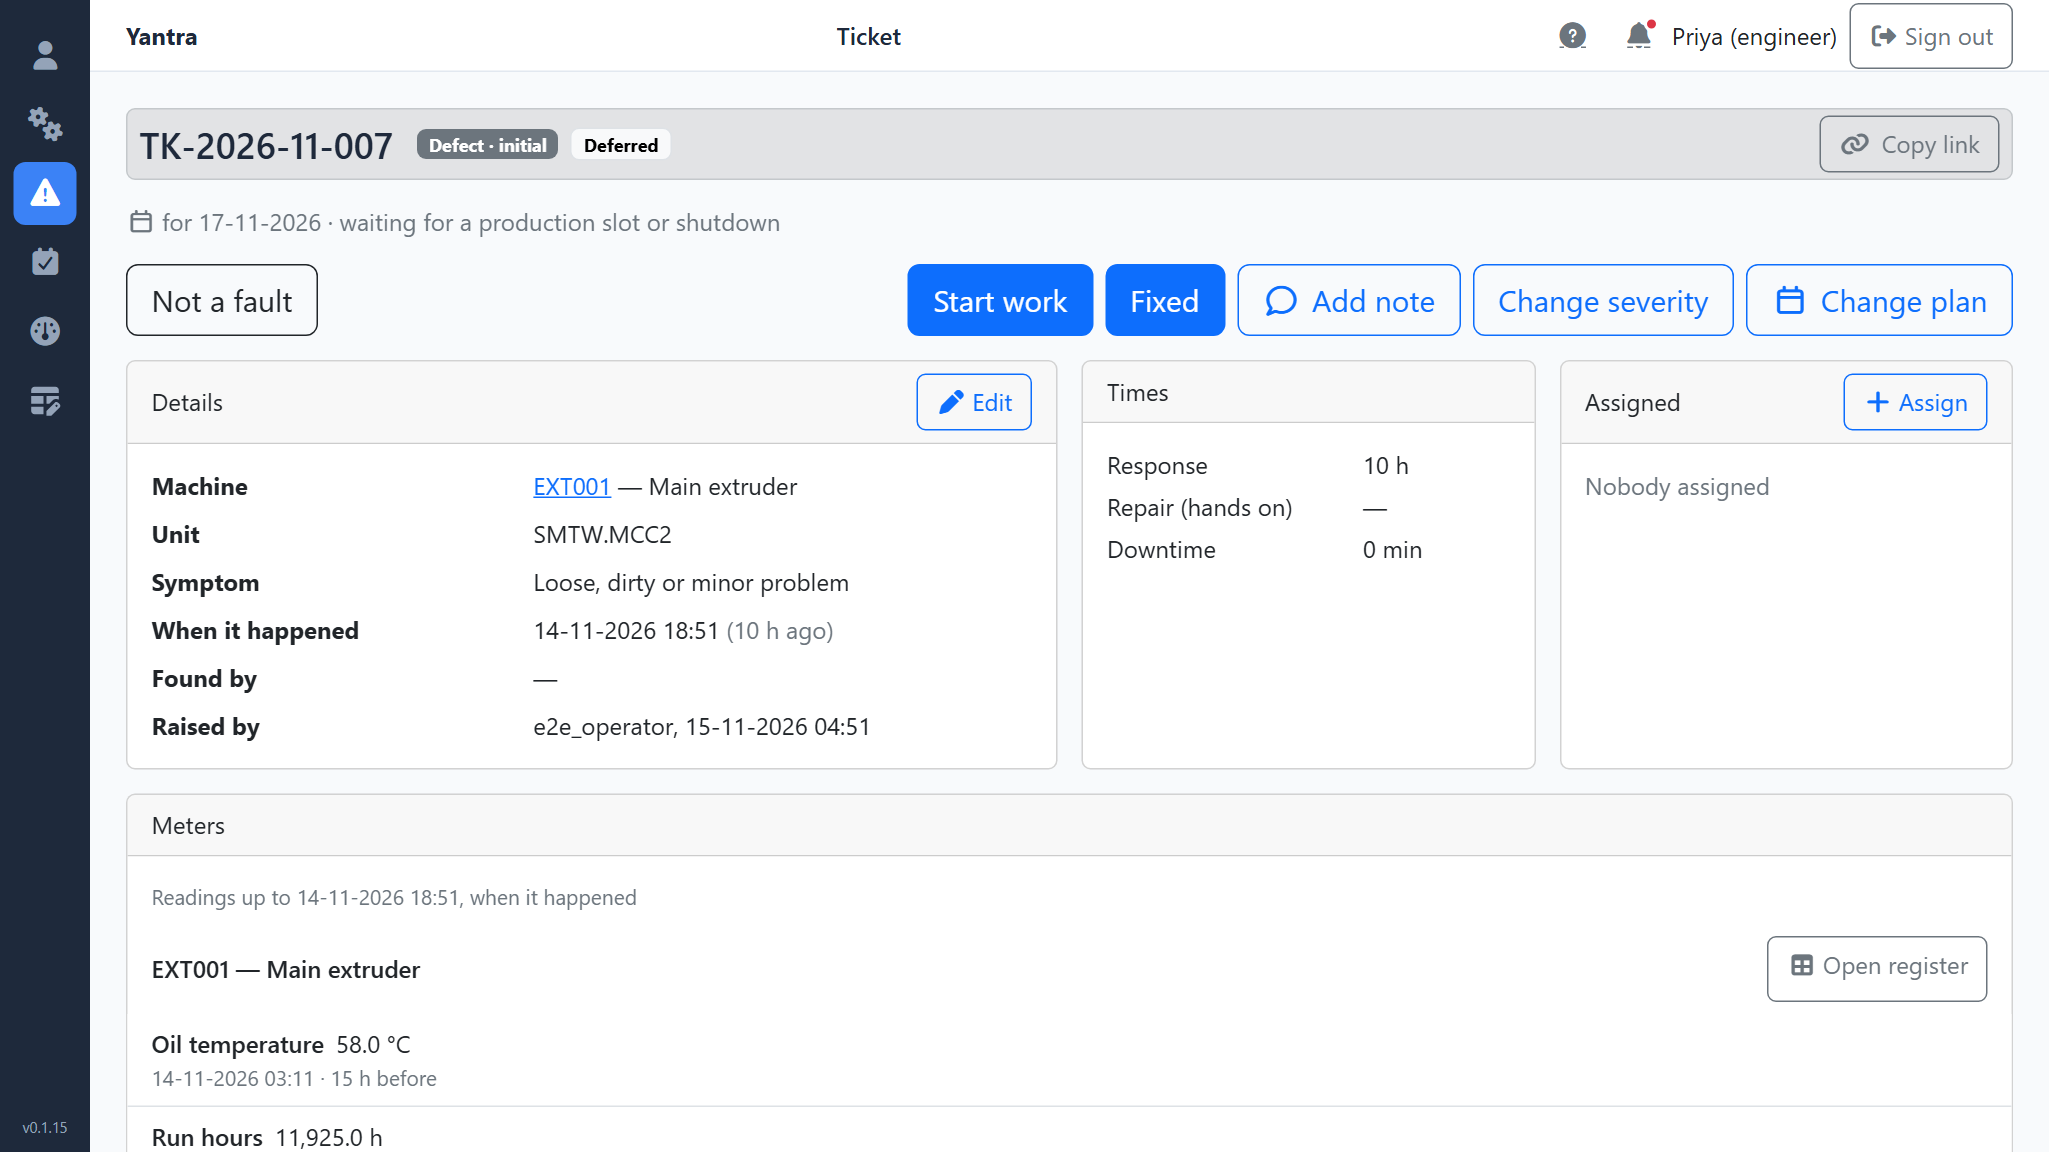 Yantra
Ticket
Priya (engineer)
Sign out
TK-2026-11-007
Defect · initial
Deferred
Copy link
for 17-11-2026 · waiting for a production slot or shutdown
Not a fault
Start work
Fixed
Add note
Change severity
Change plan
Details
Edit
Machine EXT001 — Main extruder
Unit SMTW.MCC2
Symptom Loose, dirty or minor problem
When it happened 14-11-2026 18:51 (10 h ago)
Found by —
Raised by e2e_operator, 15-11-2026 04:51
Times
Response 10 h
Repair (hands on) —
Downtime 0 min
Assigned
Assign
Nobody assigned
Meters
Readings up to 14-11-2026 18:51, when it happened
EXT001 — Main extruder
Open register
Oil temperature 58.0 °C
14-11-2026 03:11 · 15 h before
Run hours 11,925.0 h
v0.1.15